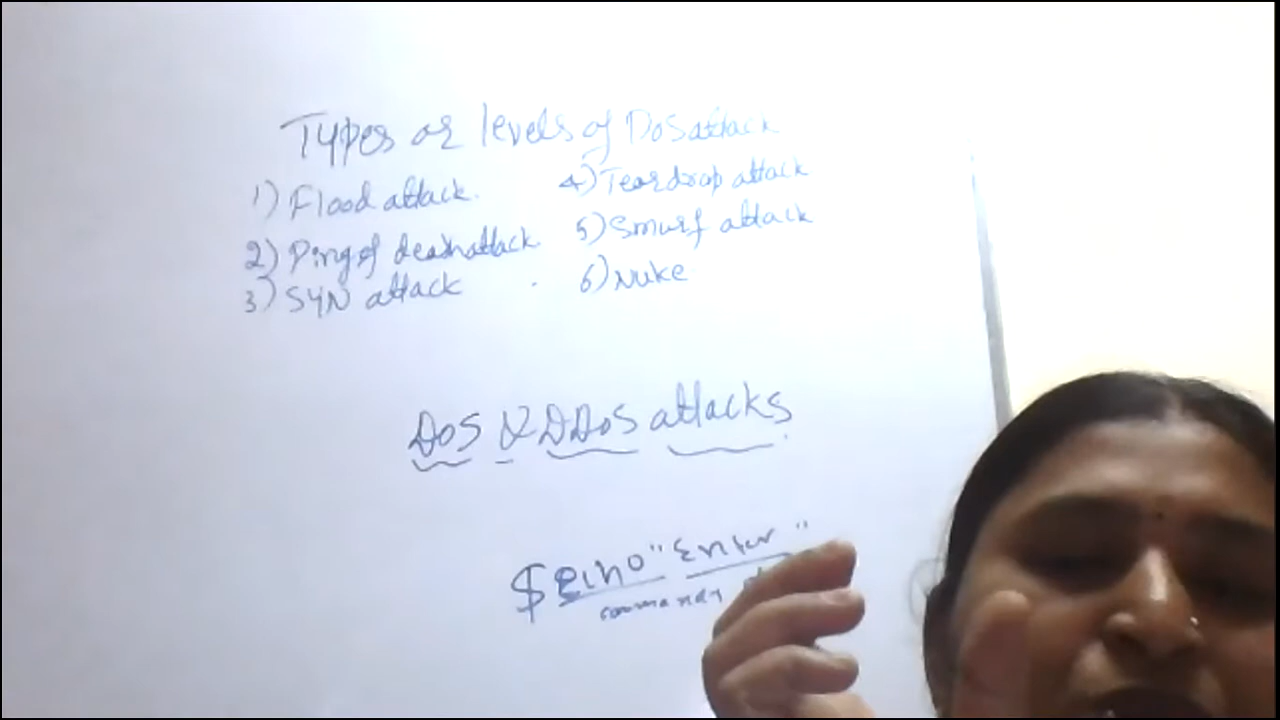 Types or levels of DoS attack
1) Flood attack.
2) Ping of death attack.
3) SYN attack
4) Teardrop attack
5) Smurf attack
6) Nuke
DoS & DDoS attacks
$ echo "Enter "
command